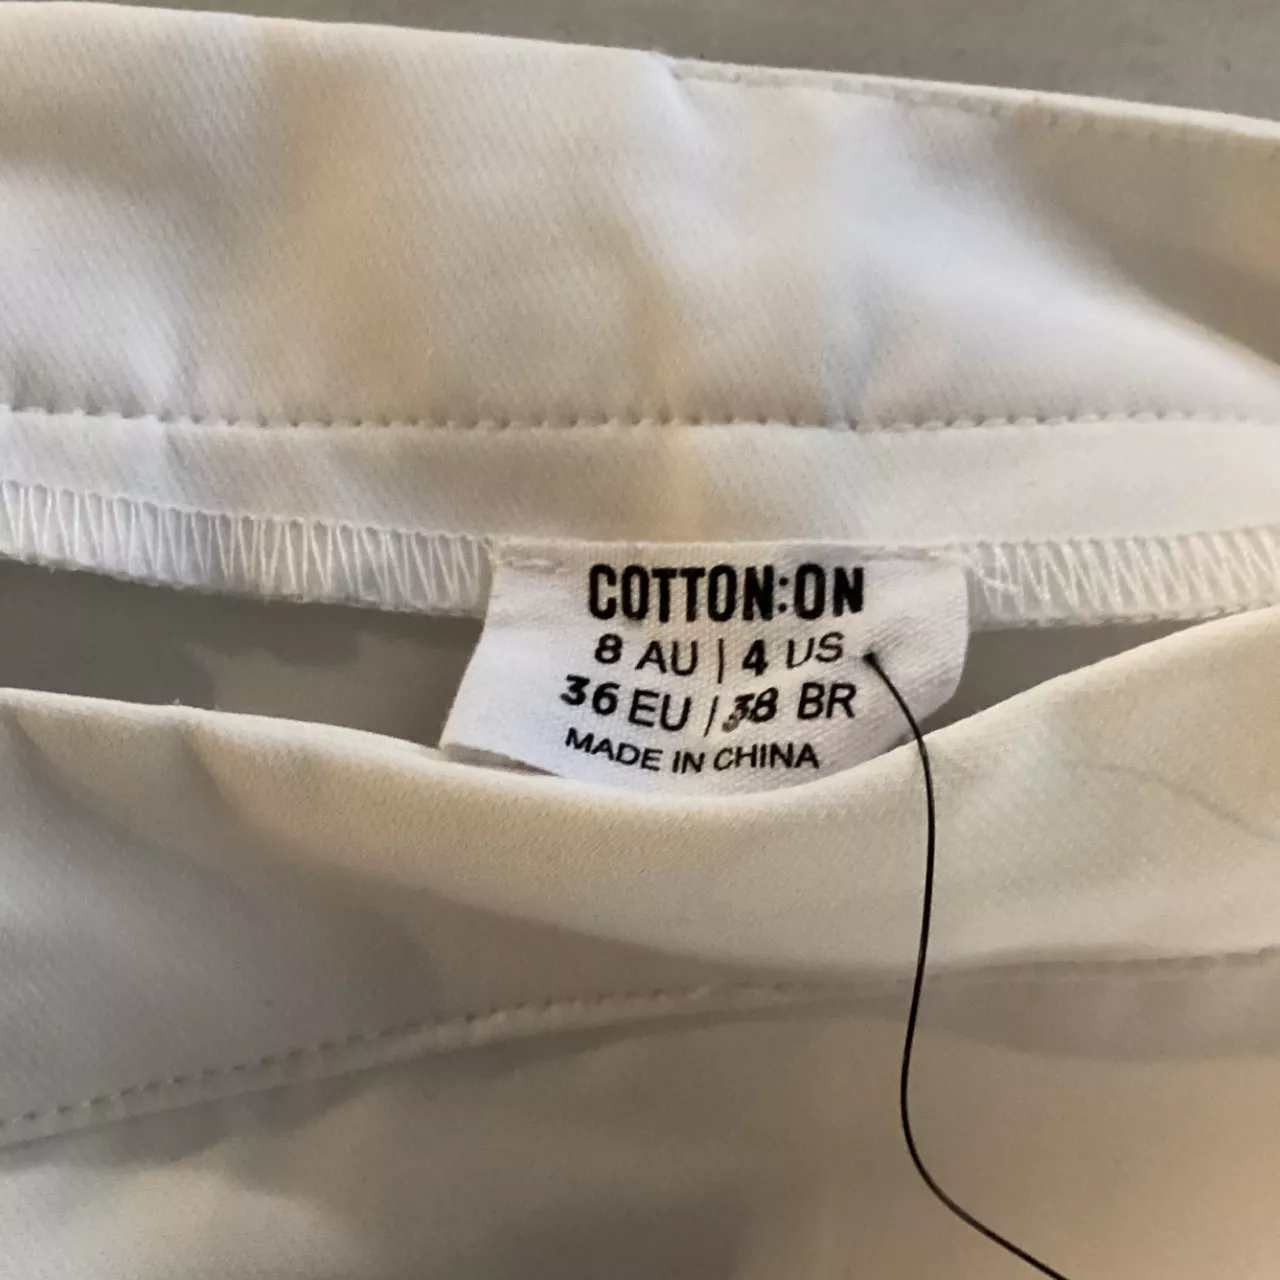 COTTON:ON
8 AU | 4 US
36 EU / 38 BR
MADE IN CHINA